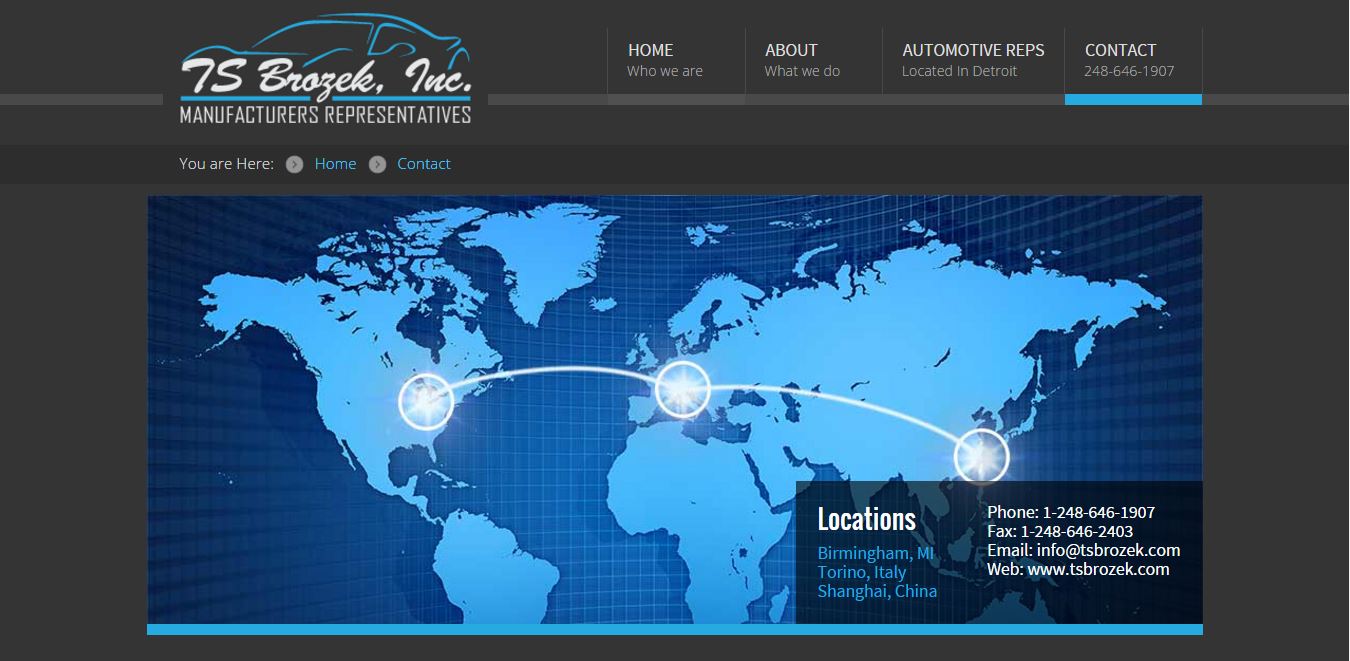 TS Brozek, Inc.
MANUFACTURERS REPRESENTATIVES
HOME
Who we are
ABOUT
What we do
AUTOMOTIVE REPS
Located In Detroit
CONTACT
248-646-1907
You are Here: Home Contact
Locations
Birmingham, MI
Torino, Italy
Shanghai, China
Phone: 1-248-646-1907
Fax: 1-248-646-2403
Email: info@tsbrozek.com
Web: www.tsbrozek.com